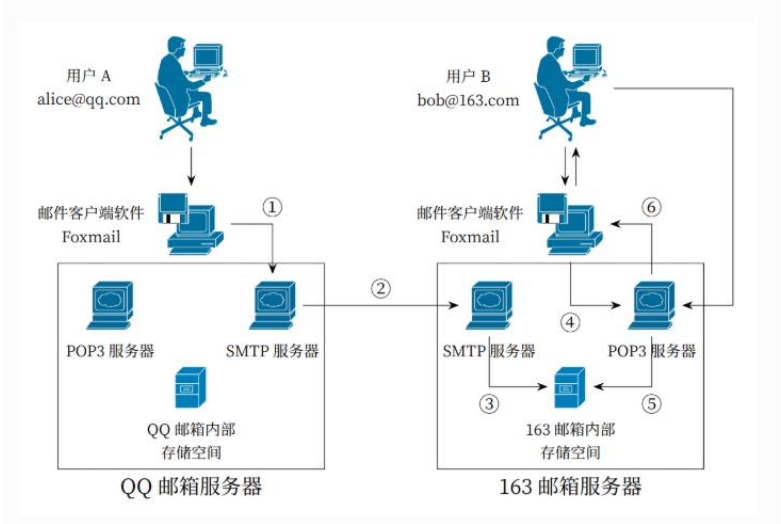 用户 A
alice@qq.com
用户 B
bob@163.com
邮件客户端软件
Foxmail
①
邮件客户端软件
Foxmail
⑥
②
④
POP3 服务器
SMTP 服务器
SMTP 服务器
POP3 服务器
③
⑤
QQ 邮箱内部
存储空间
163 邮箱内部
存储空间
QQ 邮箱服务器
163 邮箱服务器